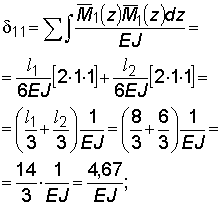 δ₁₁ = ∑∫ M̅₁(z)M̅₁(z)dz / EJ =
= l₁/6EJ [2·1·1] + l₂/6EJ [2·1·1] =
= (l₁/3 + l₂/3) 1/EJ = (8/3 + 6/3) 1/EJ =
= 14/3 · 1/EJ = 4,67/EJ;